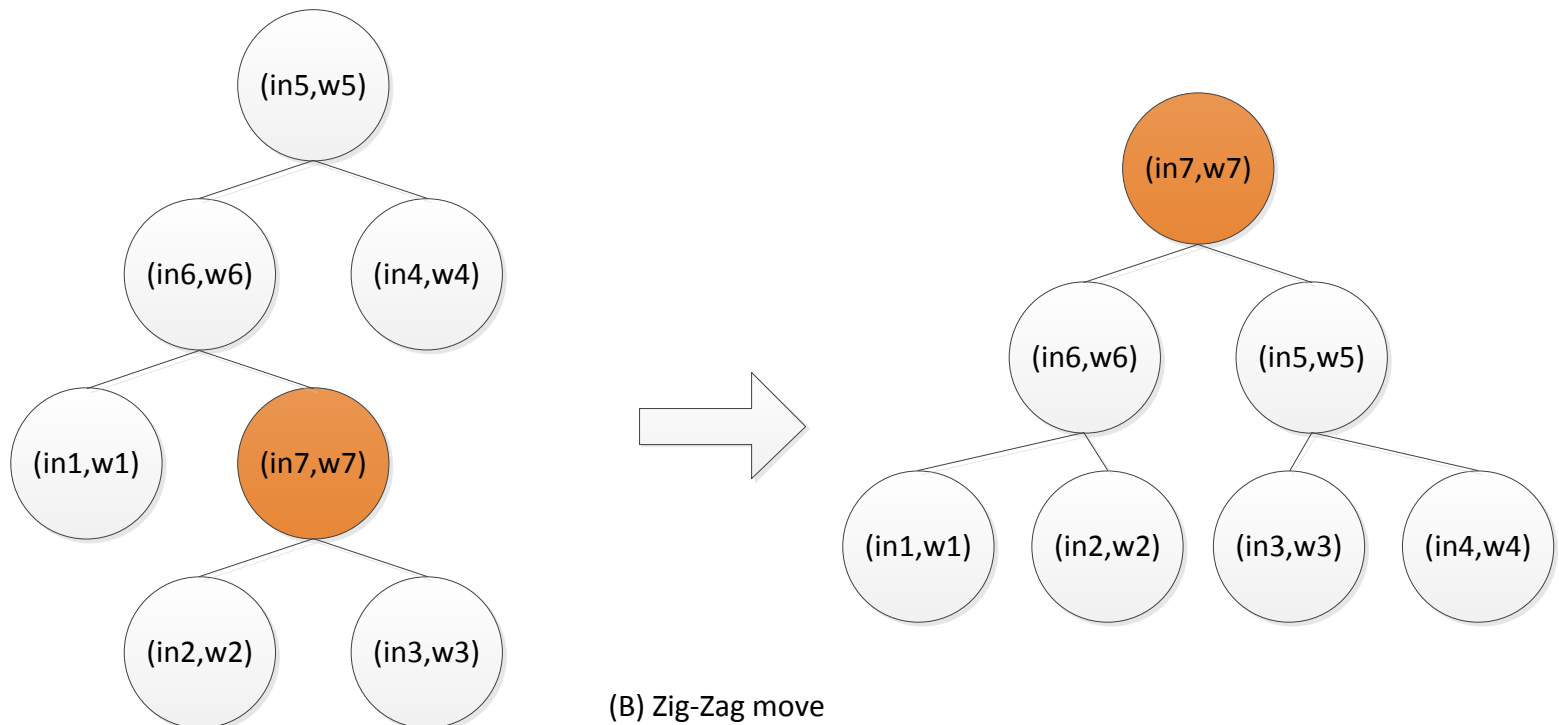 (in5,w5)
(in6,w6)
(in4,w4)
(in1,w1)
(in7,w7)
(in2,w2)
(in3,w3)
(in7,w7)
(in6,w6)
(in5,w5)
(in1,w1)
(in2,w2)
(in3,w3)
(in4,w4)
(B) Zig-Zag move